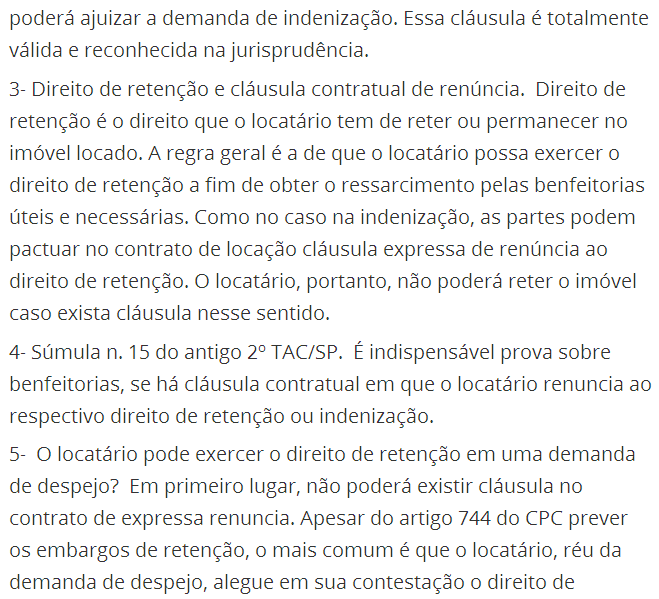 poderá ajuizar a demanda de indenização. Essa cláusula é totalmente
válida e reconhecida na jurisprudência.
3- Direito de retenção e cláusula contratual de renúncia.  Direito de
retenção é o direito que o locatário tem de reter ou permanecer no
imóvel locado. A regra geral é a de que o locatário possa exercer o
direito de retenção a fim de obter o ressarcimento pelas benfeitorias
úteis e necessárias. Como no caso na indenização, as partes podem
pactuar no contrato de locação cláusula expressa de renúncia ao
direito de retenção. O locatário, portanto, não poderá reter o imóvel
caso exista cláusula nesse sentido.
4- Súmula n. 15 do antigo 2º TAC/SP.  É indispensável prova sobre
benfeitorias, se há cláusula contratual em que o locatário renuncia ao
respectivo direito de retenção ou indenização.
5-  O locatário pode exercer o direito de retenção em uma demanda
de despejo?  Em primeiro lugar, não poderá existir cláusula no
contrato de expressa renuncia. Apesar do artigo 744 do CPC prever
os embargos de retenção, o mais comum é que o locatário, réu da
demanda de despejo, alegue em sua contestação o direito de